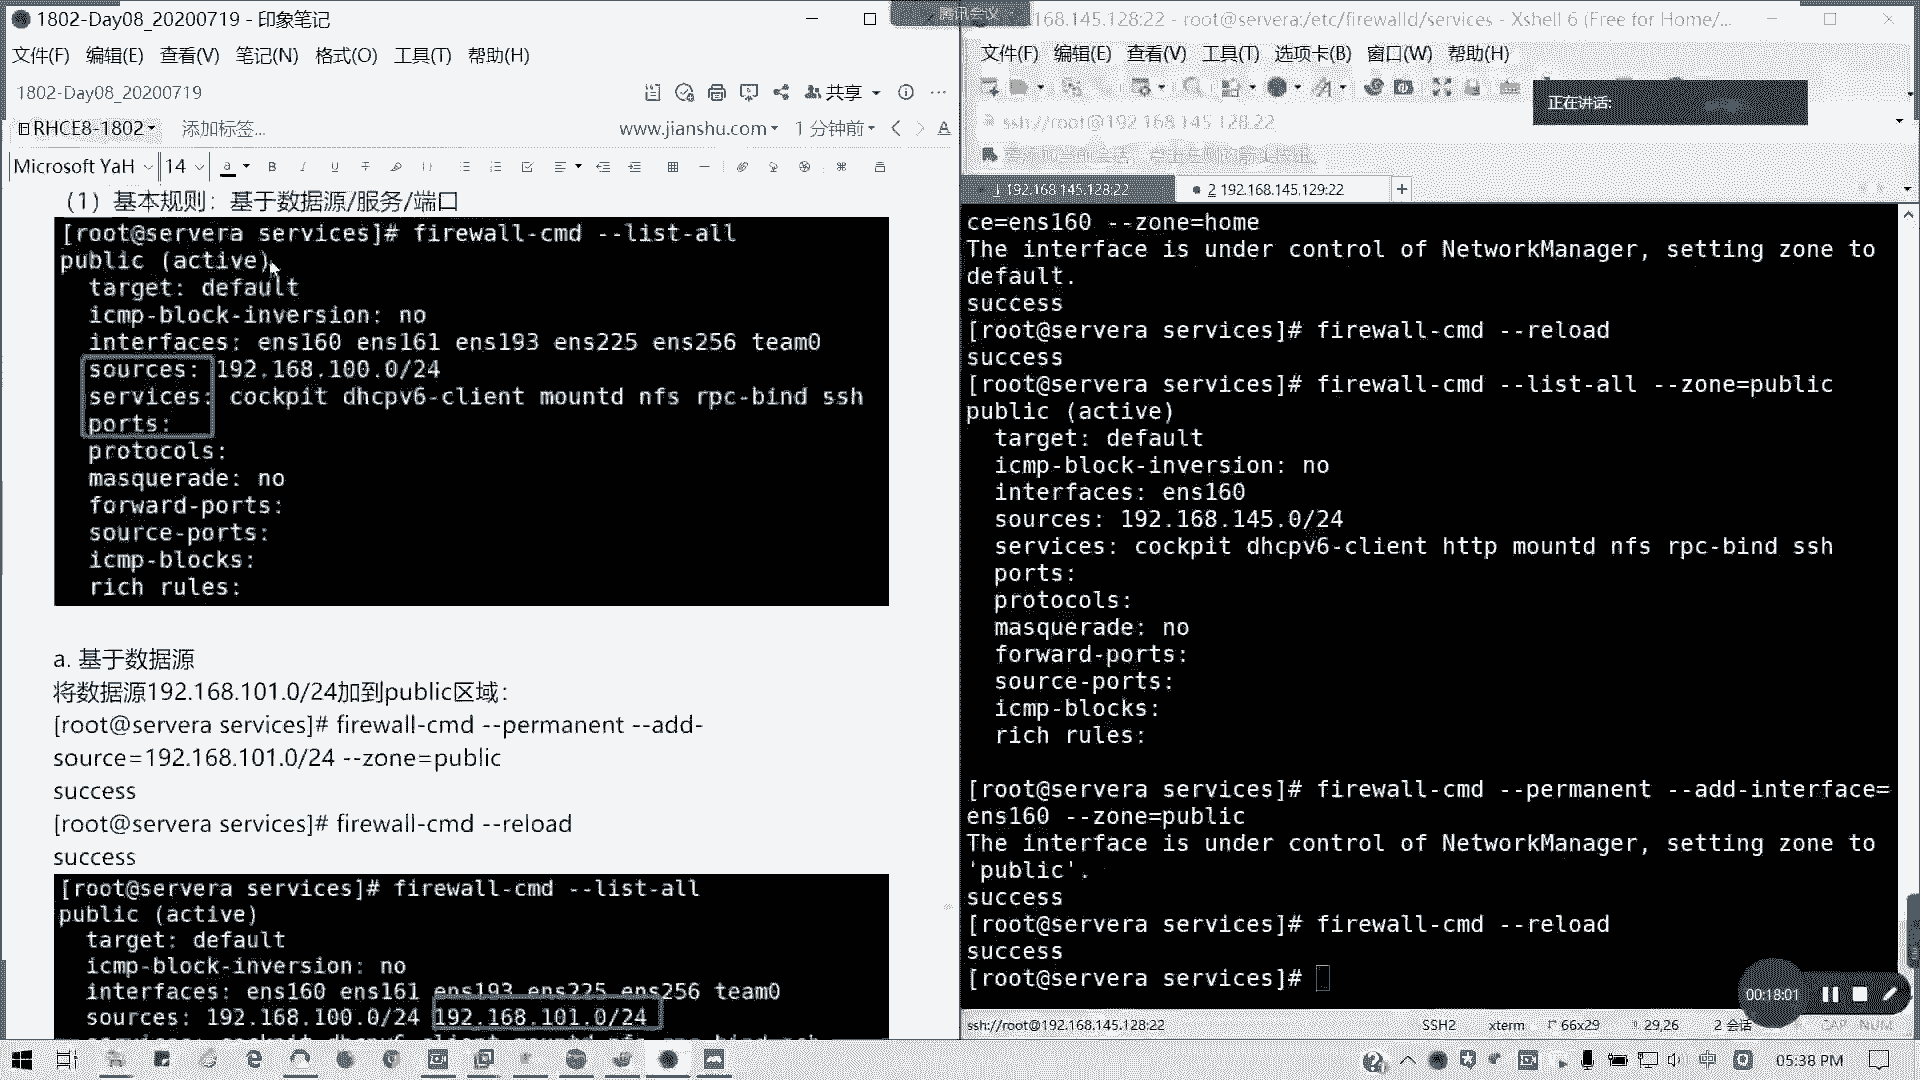 1802-Day08_20200719 - 印象笔记
文件(F) 编辑(E) 查看(V) 笔记(N) 格式(O) 工具(T) 帮助(H)
1802-Day08_20200719
共享
RHCE8-1802
添加标签...
www.jianshu.com
1 分钟前
Microsoft YaH
14
（1）基本规则：基于数据源/服务/端口
[root@servera services]# firewall-cmd --list-all
public (active)
target: default
icmp-block-inversion: no
interfaces: ens160 ens161 ens193 ens225 ens256 team0
sources: 192.168.100.0/24
services: cockpit dhcpv6-client mountd nfs rpc-bind ssh
ports:
protocols:
masquerade: no
forward-ports:
source-ports:
icmp-blocks:
rich rules:
a. 基于数据源
将数据源192.168.101.0/24加到public区域：
[root@servera services]# firewall-cmd --permanent --add-
source=192.168.101.0/24 --zone=public
success
[root@servera services]# firewall-cmd --reload
success
[root@servera services]# firewall-cmd --list-all
public (active)
target: default
icmp-block-inversion: no
interfaces: ens160 ens161 ens193 ens225 ens256 team0
sources: 192.168.100.0/24 192.168.101.0/24
services: cockpit dhcpv6-client mountd nfs rpc-bind ssh
腾讯会议
168.145.128:22 - root@servera:/etc/firewalld/services - Xshell 6 (Free for Home/...
文件(F) 编辑(E) 查看(V) 工具(T) 选项卡(B) 窗口(W) 帮助(H)
正在讲话:
ssh://root@192.168.145.128:22
1 192.168.145.128:22
2 192.168.145.129:22
ce=ens160 --zone=home
The interface is under control of NetworkManager, setting zone to
default.
success
[root@servera services]# firewall-cmd --reload
success
[root@servera services]# firewall-cmd --list-all --zone=public
public (active)
target: default
icmp-block-inversion: no
interfaces: ens160
sources: 192.168.145.0/24
services: cockpit dhcpv6-client http mountd nfs rpc-bind ssh
ports:
protocols:
masquerade: no
forward-ports:
source-ports:
icmp-blocks:
rich rules:
[root@servera services]# firewall-cmd --permanent --add-interface=
ens160 --zone=public
The interface is under control of NetworkManager, setting zone to
'public'.
success
[root@servera services]# firewall-cmd --reload
success
[root@servera services]#
00:18:01
ssh://root@192.168.145.128:22
SSH2
xterm
66x29
29,26
2 会话
CAP NUM
中
05:38 PM